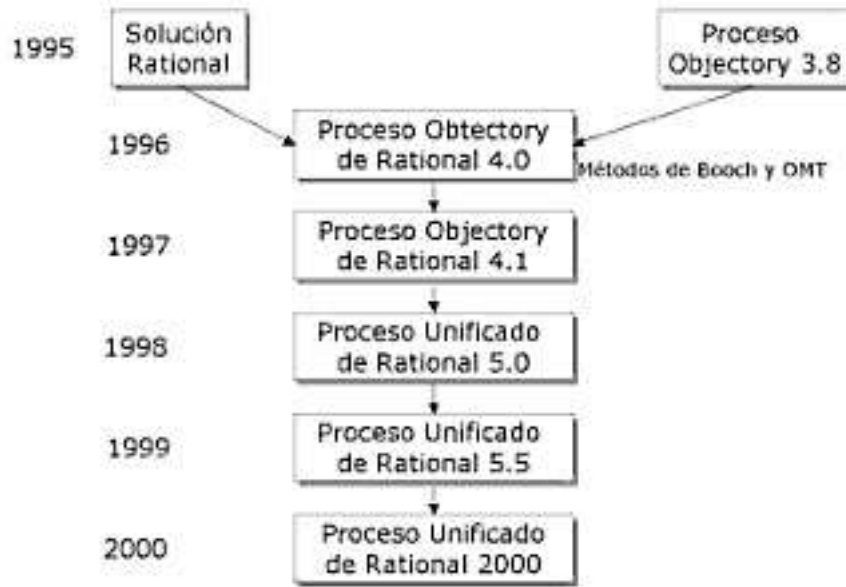 1995
Solución
Rational
Proceso
Objectory 3.8
1996
Proceso Obtectory
de Rational 4.0
Métodos de Booch y OMT
1997
Proceso Objectory
de Rational 4.1
1998
Proceso Unificado
de Rational 5.0
1999
Proceso Unificado
de Rational 5.5
2000
Proceso Unificado
de Rational 2000